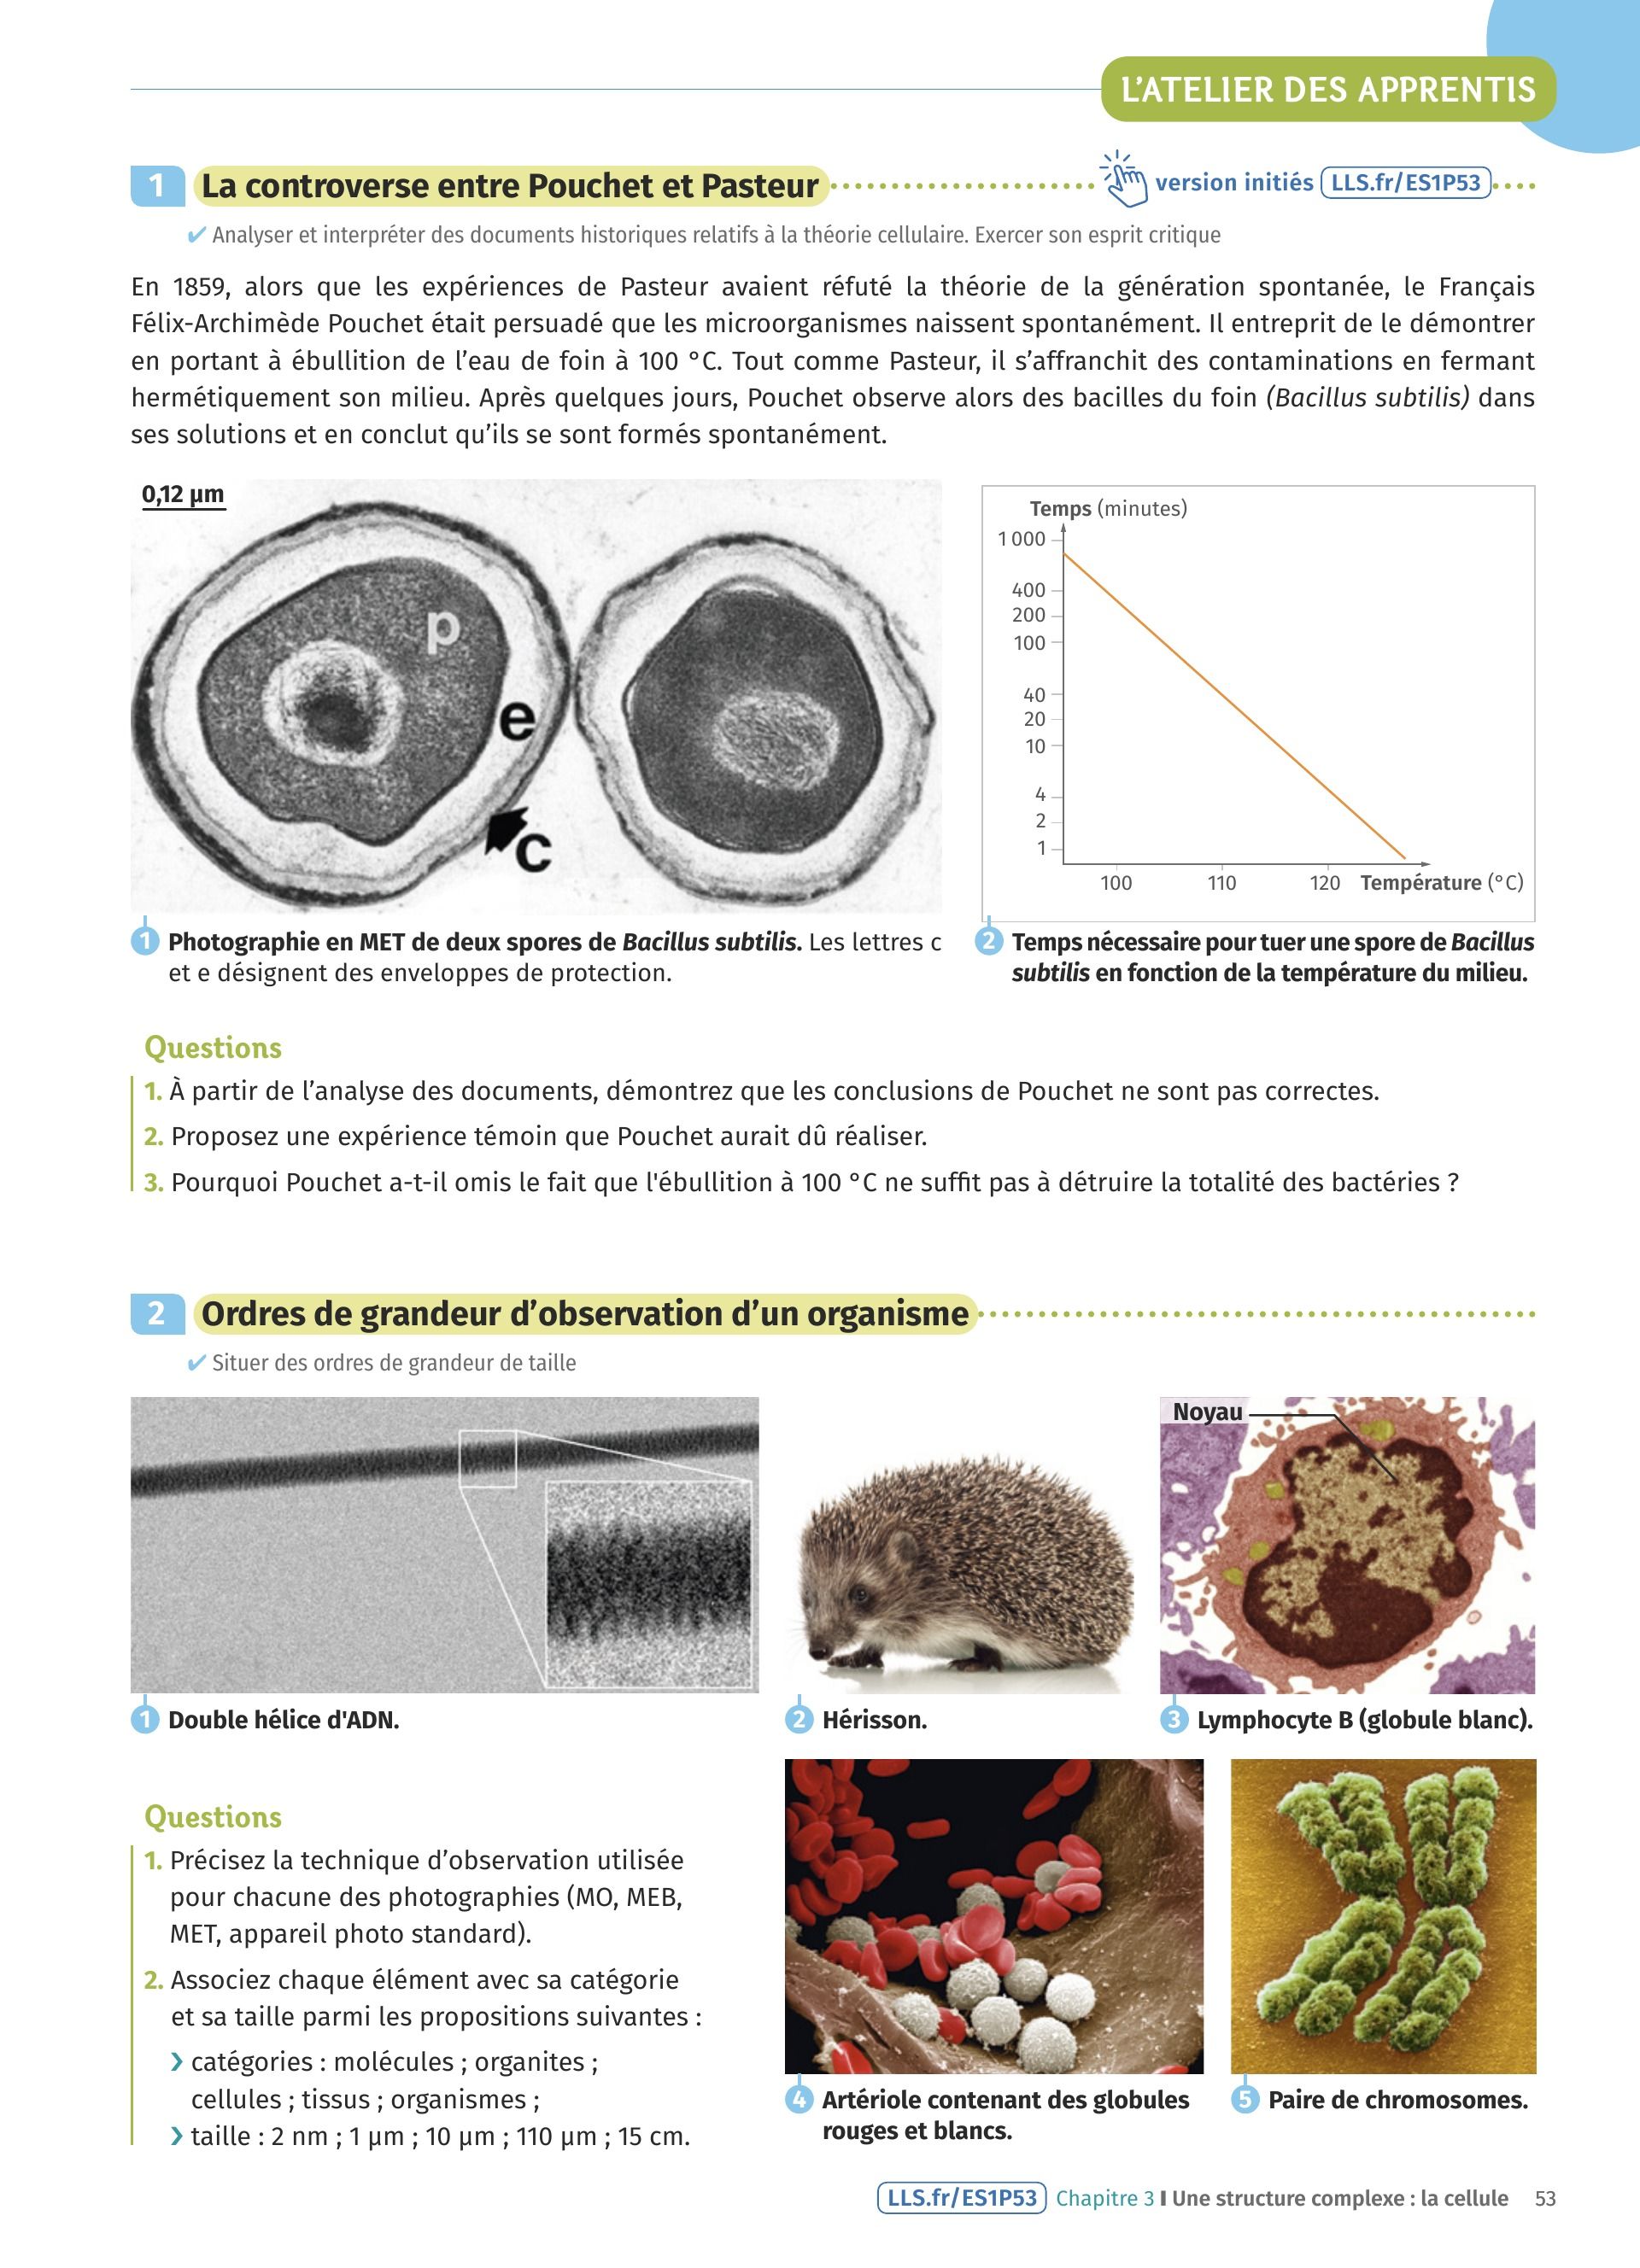 L’ATELIER DES APPRENTIS
1 La controverse entre Pouchet et Pasteur
version initiés LLS.fr/ES1P53
✔ Analyser et interpréter des documents historiques relatifs à la théorie cellulaire. Exercer son esprit critique
En 1859, alors que les expériences de Pasteur avaient réfuté la théorie de la génération spontanée, le Français
Félix-Archimède Pouchet était persuadé que les microorganismes naissent spontanément. Il entreprit de le démontrer
en portant à ébullition de l’eau de foin à 100 °C. Tout comme Pasteur, il s’affranchit des contaminations en fermant
hermétiquement son milieu. Après quelques jours, Pouchet observe alors des bacilles du foin (Bacillus subtilis) dans
ses solutions et en conclut qu’ils se sont formés spontanément.
0,12 µm
p
e
c
1 Photographie en MET de deux spores de Bacillus subtilis. Les lettres c
et e désignent des enveloppes de protection.
Temps (minutes)
1 000
400
200
100
40
20
10
4
2
1
100 110 120 Température (°C)
2 Temps nécessaire pour tuer une spore de Bacillus
subtilis en fonction de la température du milieu.
Questions
1. À partir de l’analyse des documents, démontrez que les conclusions de Pouchet ne sont pas correctes.
2. Proposez une expérience témoin que Pouchet aurait dû réaliser.
3. Pourquoi Pouchet a-t-il omis le fait que l'ébullition à 100 °C ne suffit pas à détruire la totalité des bactéries ?
2 Ordres de grandeur d’observation d’un organisme
✔ Situer des ordres de grandeur de taille
Noyau
1 Double hélice d'ADN.
2 Hérisson.
3 Lymphocyte B (globule blanc).
Questions
1. Précisez la technique d’observation utilisée
pour chacune des photographies (MO, MEB,
MET, appareil photo standard).
2. Associez chaque élément avec sa catégorie
et sa taille parmi les propositions suivantes :
› catégories : molécules ; organites ;
cellules ; tissus ; organismes ;
› taille : 2 nm ; 1 µm ; 10 µm ; 110 µm ; 15 cm.
4 Artériole contenant des globules
rouges et blancs.
5 Paire de chromosomes.
LLS.fr/ES1P53 Chapitre 3 I Une structure complexe : la cellule 53